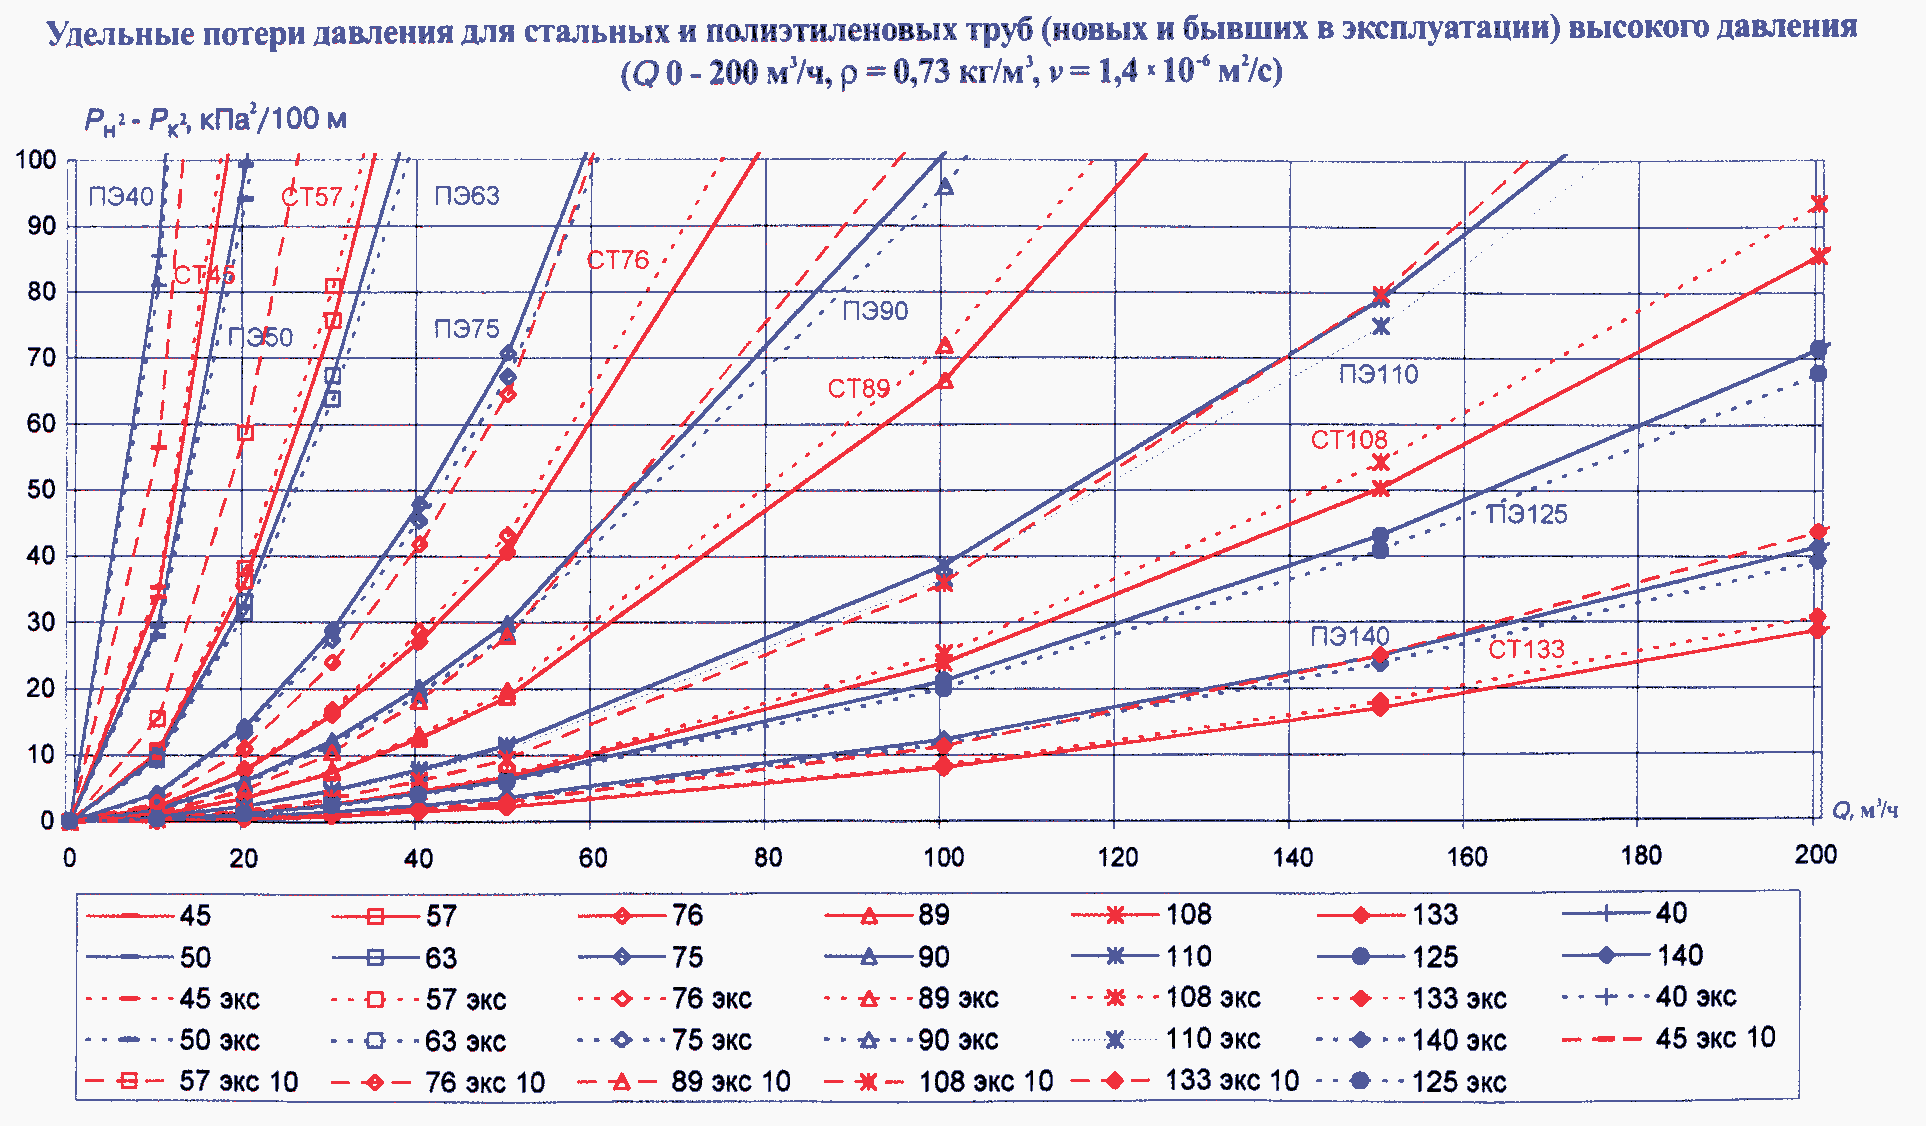 Удельные потери давления для стальных и полиэтиленовых труб (новых и бывших в эксплуатации) высокого давления
(Q 0 - 200 м³/ч, ρ = 0,73 кг/м³, ν = 1,4 × 10⁻⁶ м²/с)
Pн² - Pк², кПа²/100 м
100
90
80
70
60
50
40
30
20
10
0
ПЭ40
СТ57
ПЭ63
СТ45
СТ76
ПЭ50
ПЭ75
ПЭ90
СТ89
ПЭ110
СТ108
ПЭ125
ПЭ140
СТ133
Q, м³/ч
0 20 40 60 80 100 120 140 160 180 200
45 57 76 89 108 133 40
50 63 75 90 110 125 140
45 экс 57 экс 76 экс 89 экс 108 экс 133 экс 40 экс
50 экс 63 экс 75 экс 90 экс 110 экс 140 экс 45 экс 10
57 экс 10 76 экс 10 89 экс 10 108 экс 10 133 экс 10 125 экс